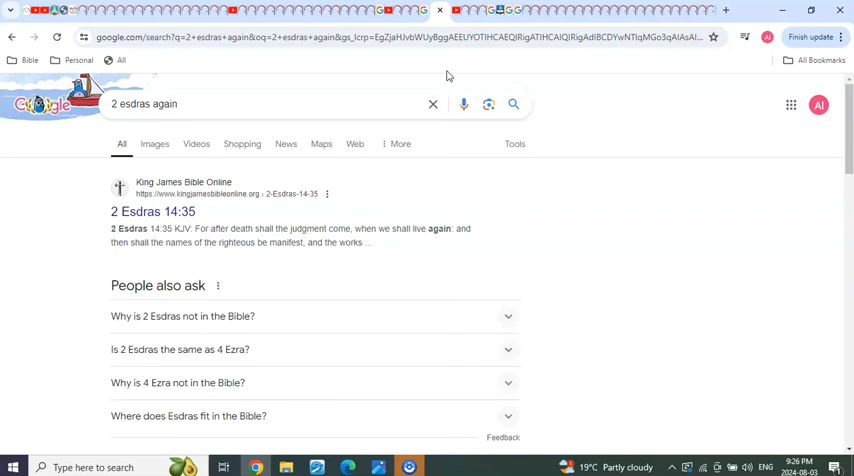 google.com/search?q=2+esdras+again&oq=2+esdras+again&gs_lcrp=EgZjaHJvbWUyBggAEEUYOTIHCAEQIRigATIHCAIQIRigAdIBCDYwNTlqMGo3qAIAsAI...
AI
Finish update
Bible
Personal
All
All Bookmarks
Google
2 esdras again
AI
All
Images
Videos
Shopping
News
Maps
Web
More
Tools
King James Bible Online
https://www.kingjamesbibleonline.org › 2-Esdras-14-35
2 Esdras 14:35
2 Esdras 14:35 KJV: For after death shall the judgment come, when we shall live again: and
then shall the names of the righteous be manifest, and the works ...
People also ask
Why is 2 Esdras not in the Bible?
Is 2 Esdras the same as 4 Ezra?
Why is 4 Ezra not in the Bible?
Where does Esdras fit in the Bible?
Feedback
Type here to search
19°C Partly cloudy
ENG
9:26 PM
2024-08-03